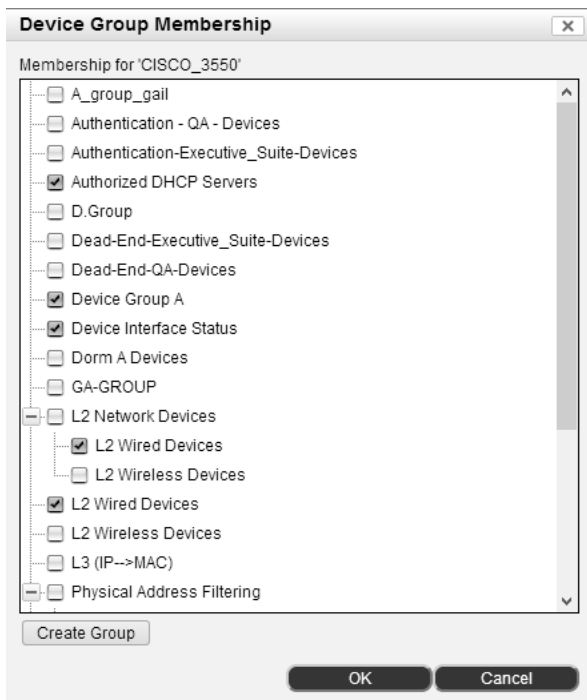 Device Group Membership
Membership for 'CISCO_3550'
A_group_gail
Authentication - QA - Devices
Authentication-Executive_Suite-Devices
Authorized DHCP Servers
D.Group
Dead-End-Executive_Suite-Devices
Dead-End-QA-Devices
Device Group A
Device Interface Status
Dorm A Devices
GA-GROUP
L2 Network Devices
L2 Wired Devices
L2 Wireless Devices
L2 Wired Devices
L2 Wireless Devices
L3 (IP-->MAC)
Physical Address Filtering
Create Group
OK Cancel